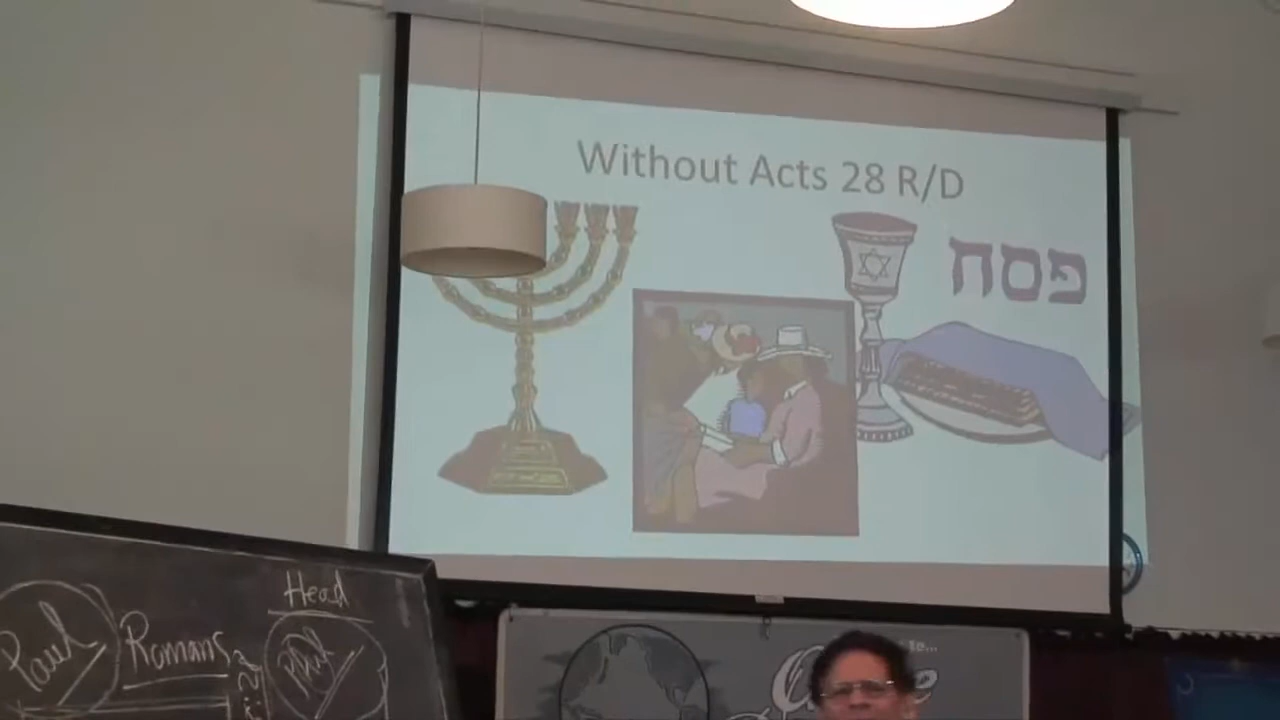 Without Acts 28 R/D
פסח
Head
Paul
Romans